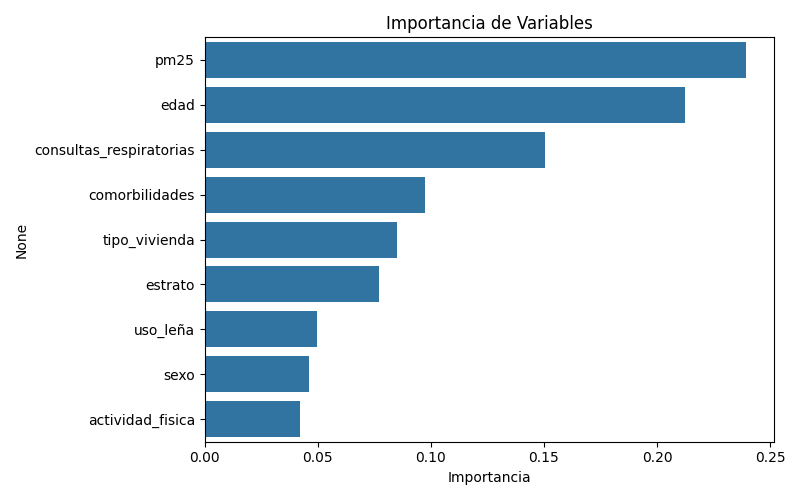 Importancia de Variables
pm25
edad
consultas_respiratorias
comorbilidades
tipo_vivienda
estrato
uso_leña
sexo
actividad_fisica
None
0.00 0.05 0.10 0.15 0.20 0.25
Importancia